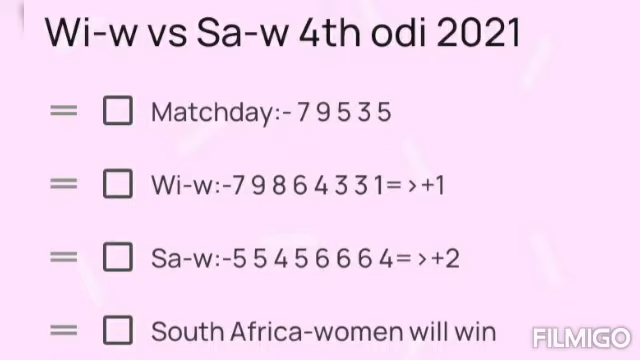 Wi-w vs Sa-w 4th odi 2021
Matchday:- 7 9 5 3 5
Wi-w:-7 9 8 6 4 3 3 1= >+1
Sa-w:-5 5 4 5 6 6 6 4= >+2
South Africa-women will win
FILMIGO